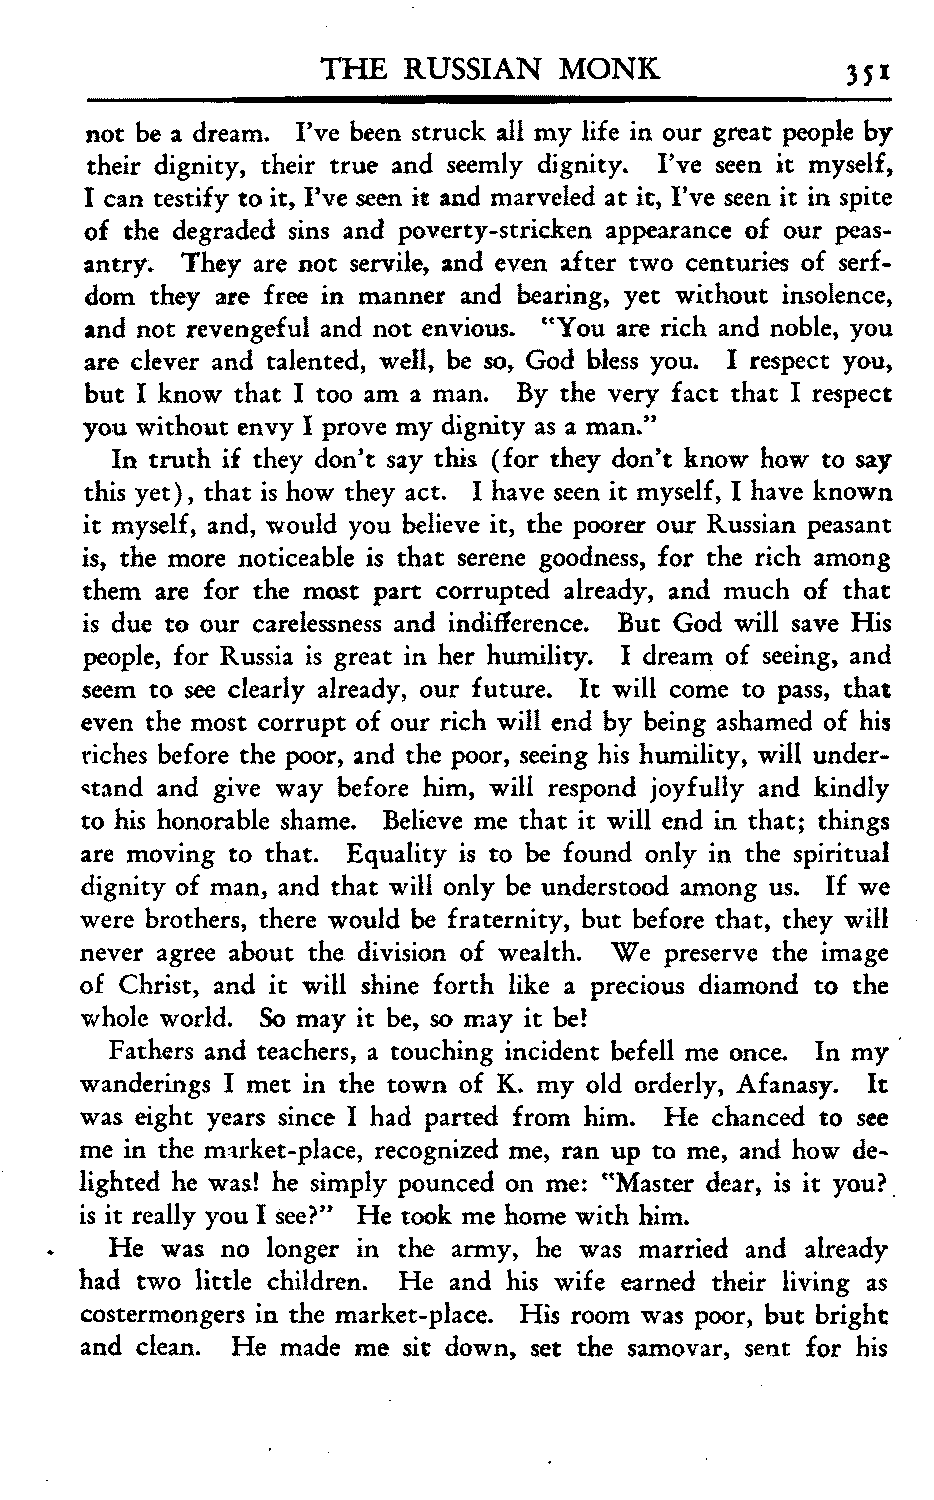 THE RUSSIAN MONK 351
not be a dream. I've been struck all my life in our great people by
their dignity, their true and seemly dignity. I've seen it myself,
I can testify to it, I've seen it and marveled at it, I've seen it in spite
of the degraded sins and poverty-stricken appearance of our peas-
antry. They are not servile, and even after two centuries of serf-
dom they are free in manner and bearing, yet without insolence,
and not revengeful and not envious. "You are rich and noble, you
are clever and talented, well, be so, God bless you. I respect you,
but I know that I too am a man. By the very fact that I respect
you without envy I prove my dignity as a man."
In truth if they don't say this (for they don't know how to say
this yet), that is how they act. I have seen it myself, I have known
it myself, and, would you believe it, the poorer our Russian peasant
is, the more noticeable is that serene goodness, for the rich among
them are for the most part corrupted already, and much of that
is due to our carelessness and indifference. But God will save His
people, for Russia is great in her humility. I dream of seeing, and
seem to see clearly already, our future. It will come to pass, that
even the most corrupt of our rich will end by being ashamed of his
riches before the poor, and the poor, seeing his humility, will under-
stand and give way before him, will respond joyfully and kindly
to his honorable shame. Believe me that it will end in that; things
are moving to that. Equality is to be found only in the spiritual
dignity of man, and that will only be understood among us. If we
were brothers, there would be fraternity, but before that, they will
never agree about the division of wealth. We preserve the image
of Christ, and it will shine forth like a precious diamond to the
whole world. So may it be, so may it be!
Fathers and teachers, a touching incident befell me once. In my
wanderings I met in the town of K. my old orderly, Afanasy. It
was eight years since I had parted from him. He chanced to see
me in the market-place, recognized me, ran up to me, and how de-
lighted he was! he simply pounced on me: "Master dear, is it you?
is it really you I see?" He took me home with him.
He was no longer in the army, he was married and already
had two little children. He and his wife earned their living as
costermongers in the market-place. His room was poor, but bright
and clean. He made me sit down, set the samovar, sent for his